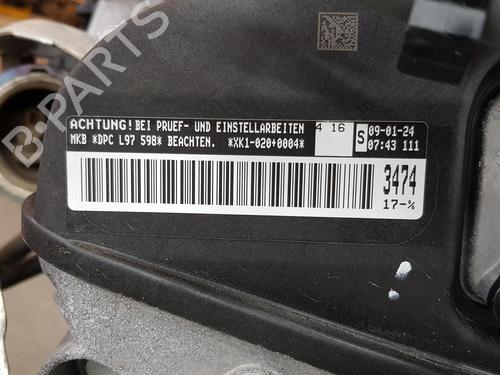 ACHTUNG! BEI PRUEF- UND EINSTELLARBEITEN
MKB *DPC L97 598* BEACHTEN. *XK1-020+0004*
4 16
S
09-01-24
07:43 111
3474
17-%
B-PARTS